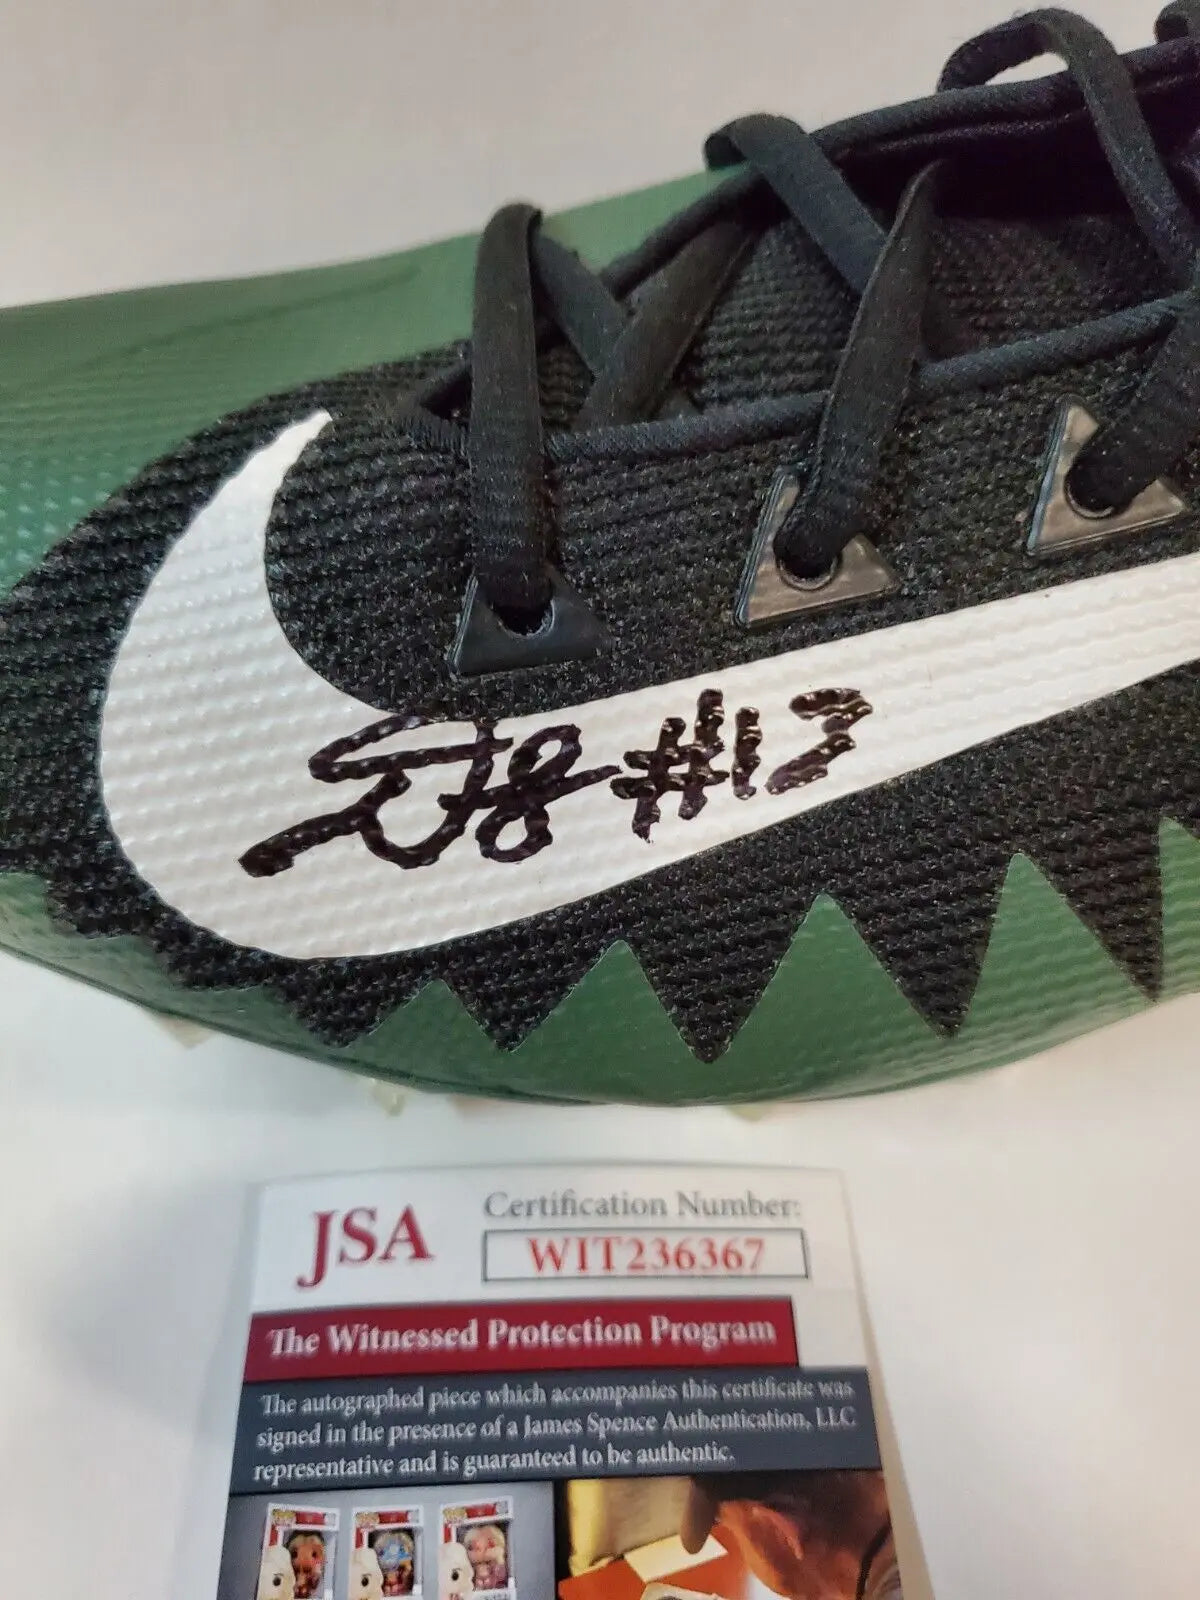 #13
JSA
Certification Number:
WIT236367
The Witnessed Protection Program
The autographed piece which accompanies this certificate was
signed in the presence of a James Spence Authentication, LLC
representative and is guaranteed to be authentic.